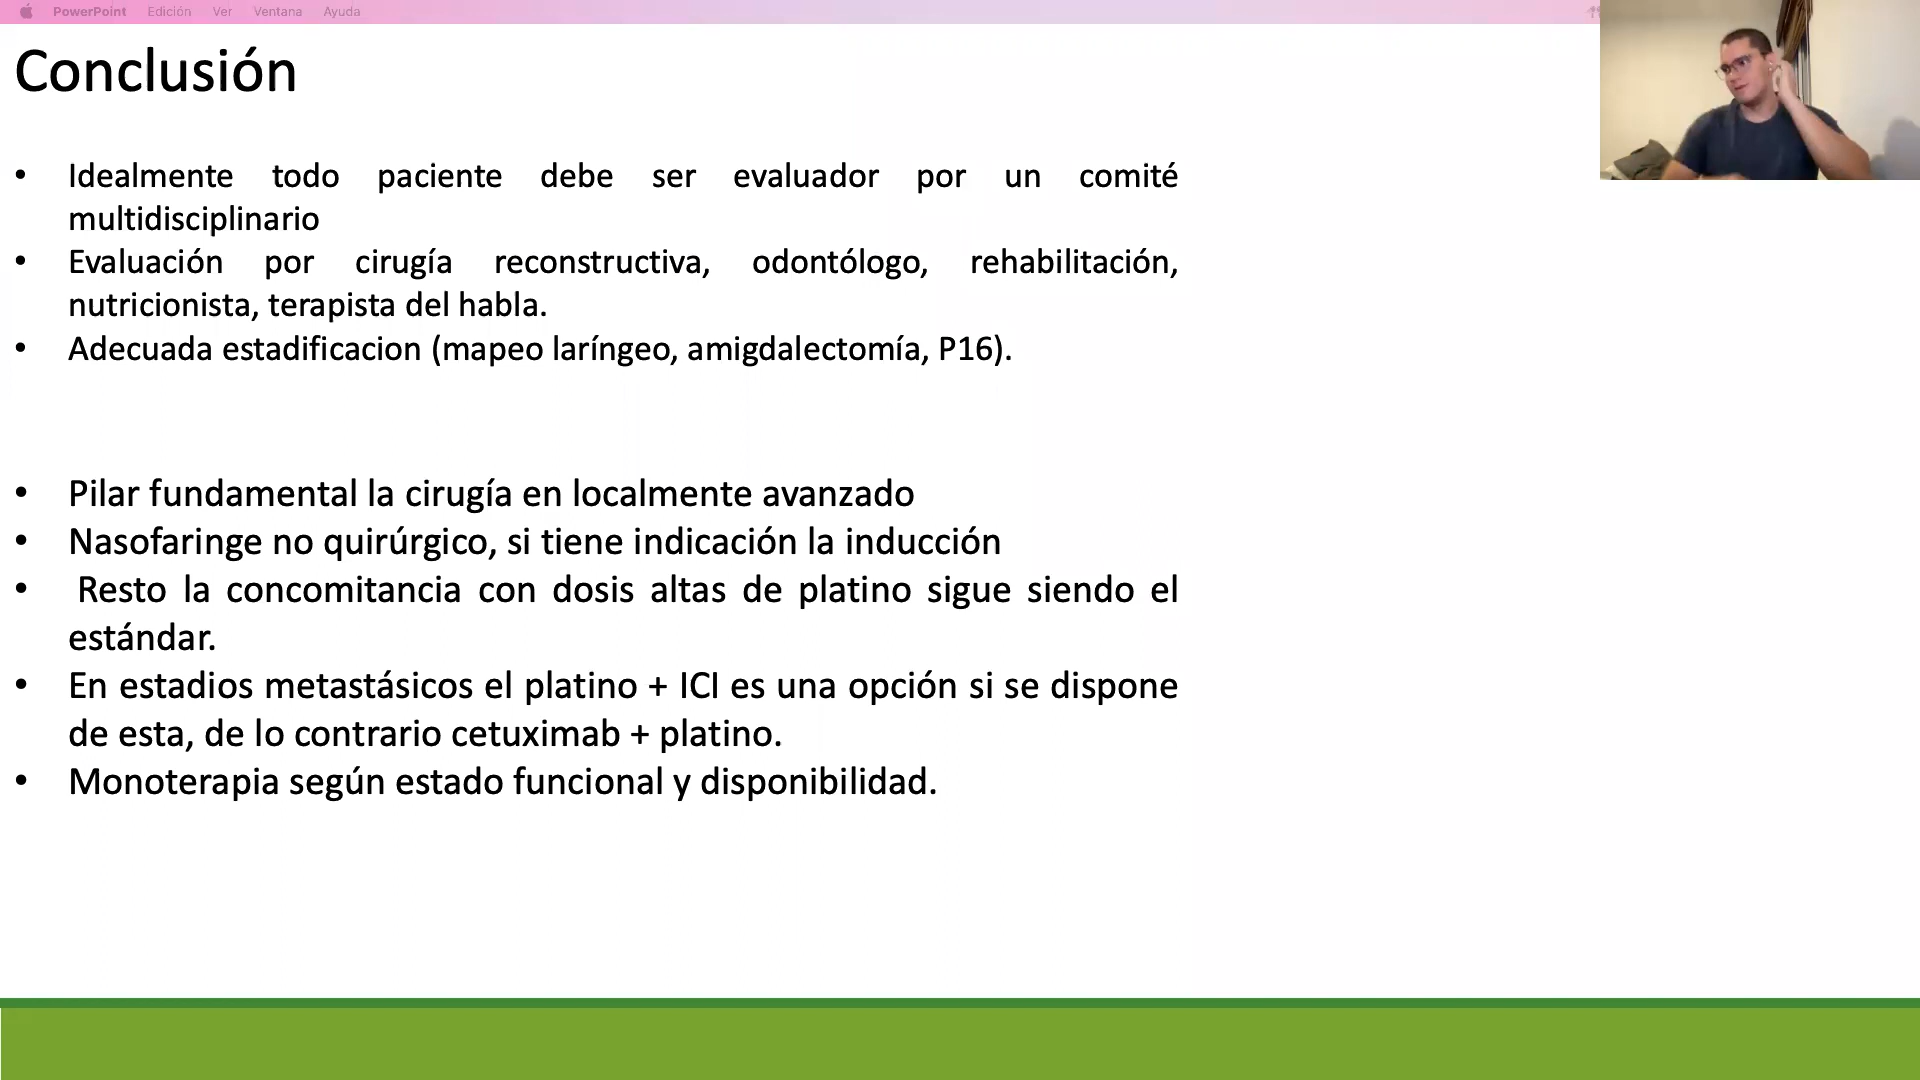 PowerPoint Edición Ver Ventana Ayuda
Conclusión
• Idealmente todo paciente debe ser evaluador por un comité
multidisciplinario
• Evaluación por cirugía reconstructiva, odontólogo, rehabilitación,
nutricionista, terapista del habla.
• Adecuada estadificacion (mapeo laríngeo, amigdalectomía, P16).
• Pilar fundamental la cirugía en localmente avanzado
• Nasofaringe no quirúrgico, si tiene indicación la inducción
• Resto la concomitancia con dosis altas de platino sigue siendo el
estándar.
• En estadios metastásicos el platino + ICI es una opción si se dispone
de esta, de lo contrario cetuximab + platino.
• Monoterapia según estado funcional y disponibilidad.